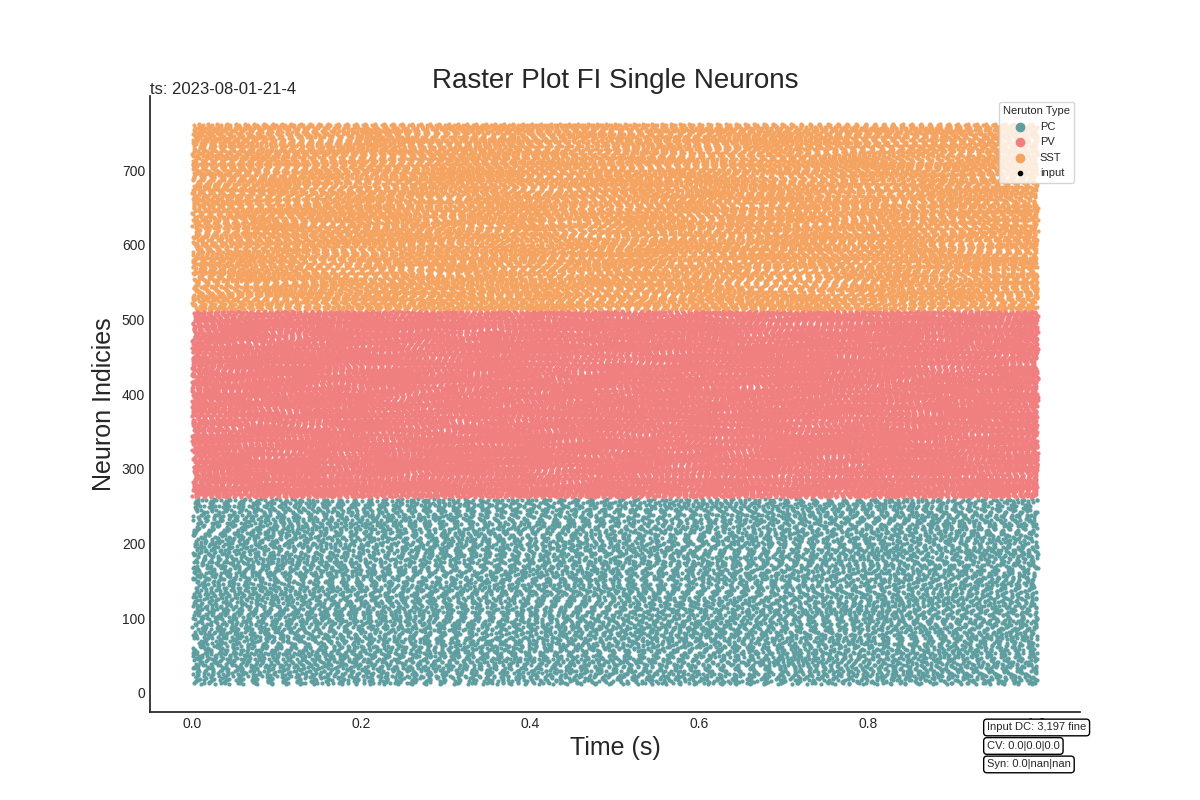 Raster Plot FI Single Neurons
ts: 2023-08-01-21-4
Neruton Type
PC
PV
SST
input
700
600
500
400
300
200
100
0
Neuron Indicies
0.0
0.2
0.4
0.6
0.8
Time (s)
Input DC: 3,197 fine
CV: 0.0|0.0|0.0
Syn: 0.0|nan|nan